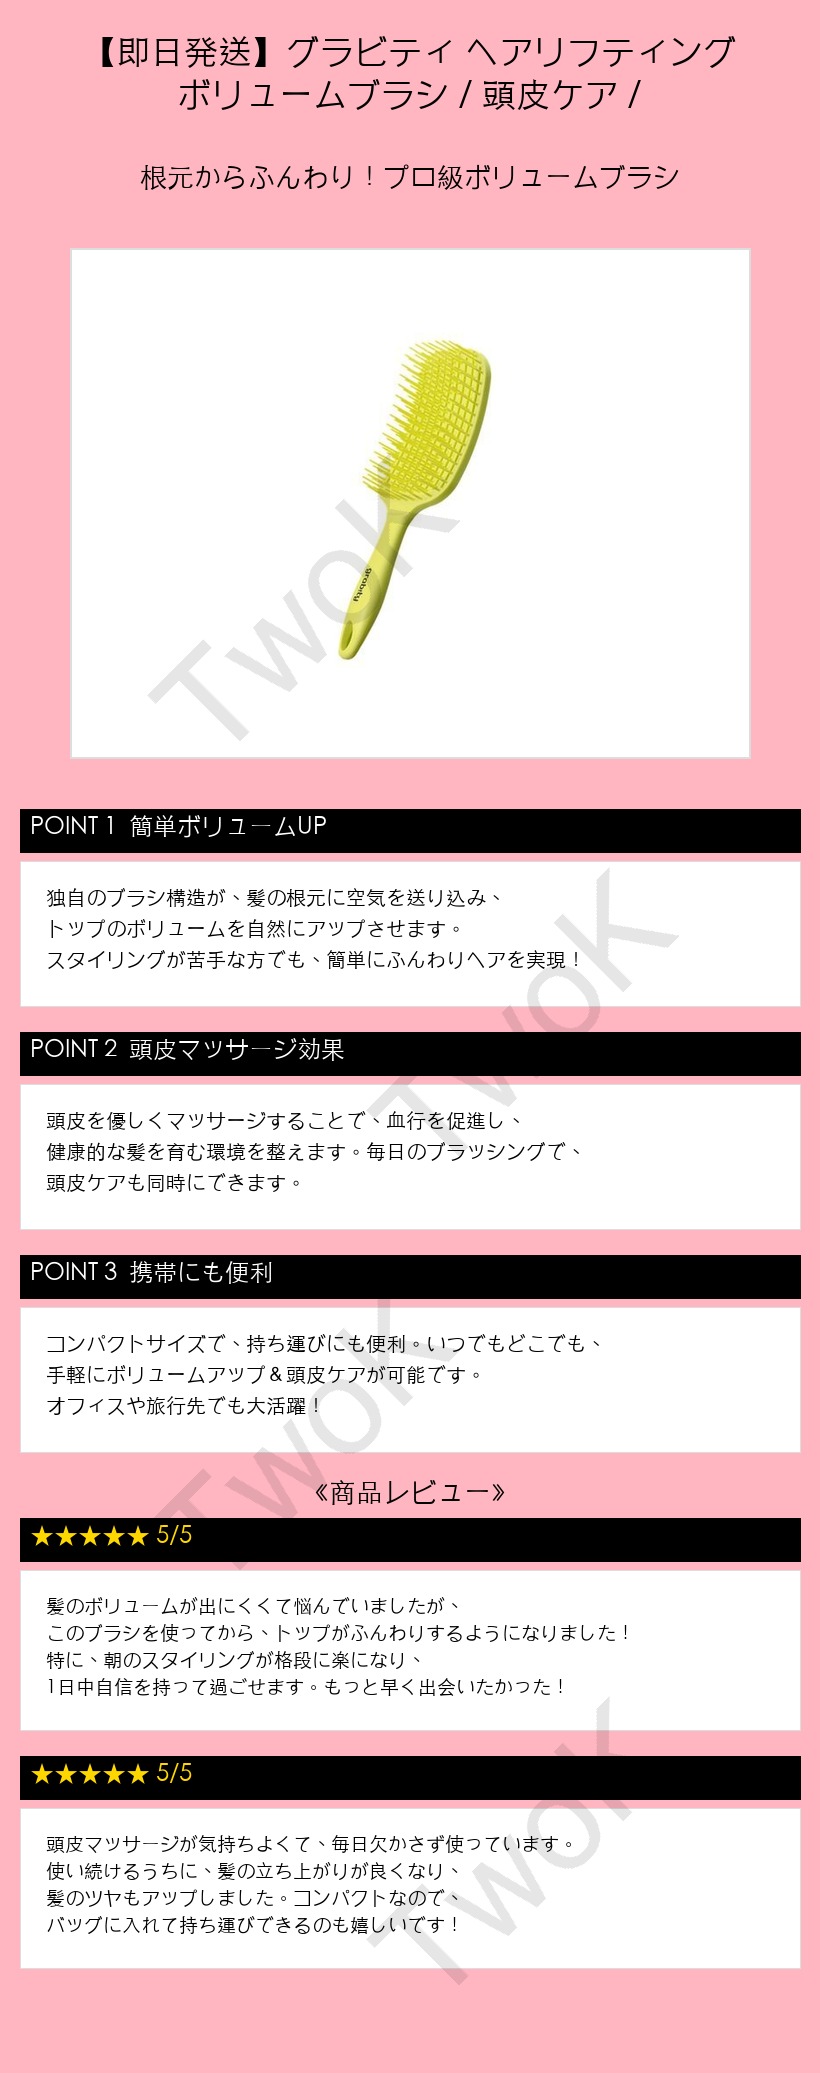 【即日発送】グラビティ ヘアリフティング
ボリュームブラシ / 頭皮ケア /
根元からふんわり！プロ級ボリュームブラシ
grabity
TwoK
POINT 1 簡単ボリュームUP
独自のブラシ構造が、髪の根元に空気を送り込み、
トップのボリュームを自然にアップさせます。
スタイリングが苦手な方でも、簡単にふんわりヘアを実現！
TwoK
POINT 2 頭皮マッサージ効果
頭皮を優しくマッサージすることで、血行を促進し、
健康的な髪を育む環境を整えます。毎日のブラッシングで、
頭皮ケアも同時にできます。
POINT 3 携帯にも便利
コンパクトサイズで、持ち運びにも便利。いつでもどこでも、
手軽にボリュームアップ＆頭皮ケアが可能です。
オフィスや旅行先でも大活躍！
TwoK
《商品レビュー》
★★★★★ 5/5
髪のボリュームが出にくくて悩んでいましたが、
このブラシを使ってから、トップがふんわりするようになりました！
特に、朝のスタイリングが格段に楽になり、
1日中自信を持って過ごせます。もっと早く出会いたかった！
★★★★★ 5/5
頭皮マッサージが気持ちよくて、毎日欠かさず使っています。
使い続けるうちに、髪の立ち上がりが良くなり、
髪のツヤもアップしました。コンパクトなので、
バッグに入れて持ち運びできるのも嬉しいです！
TwoK